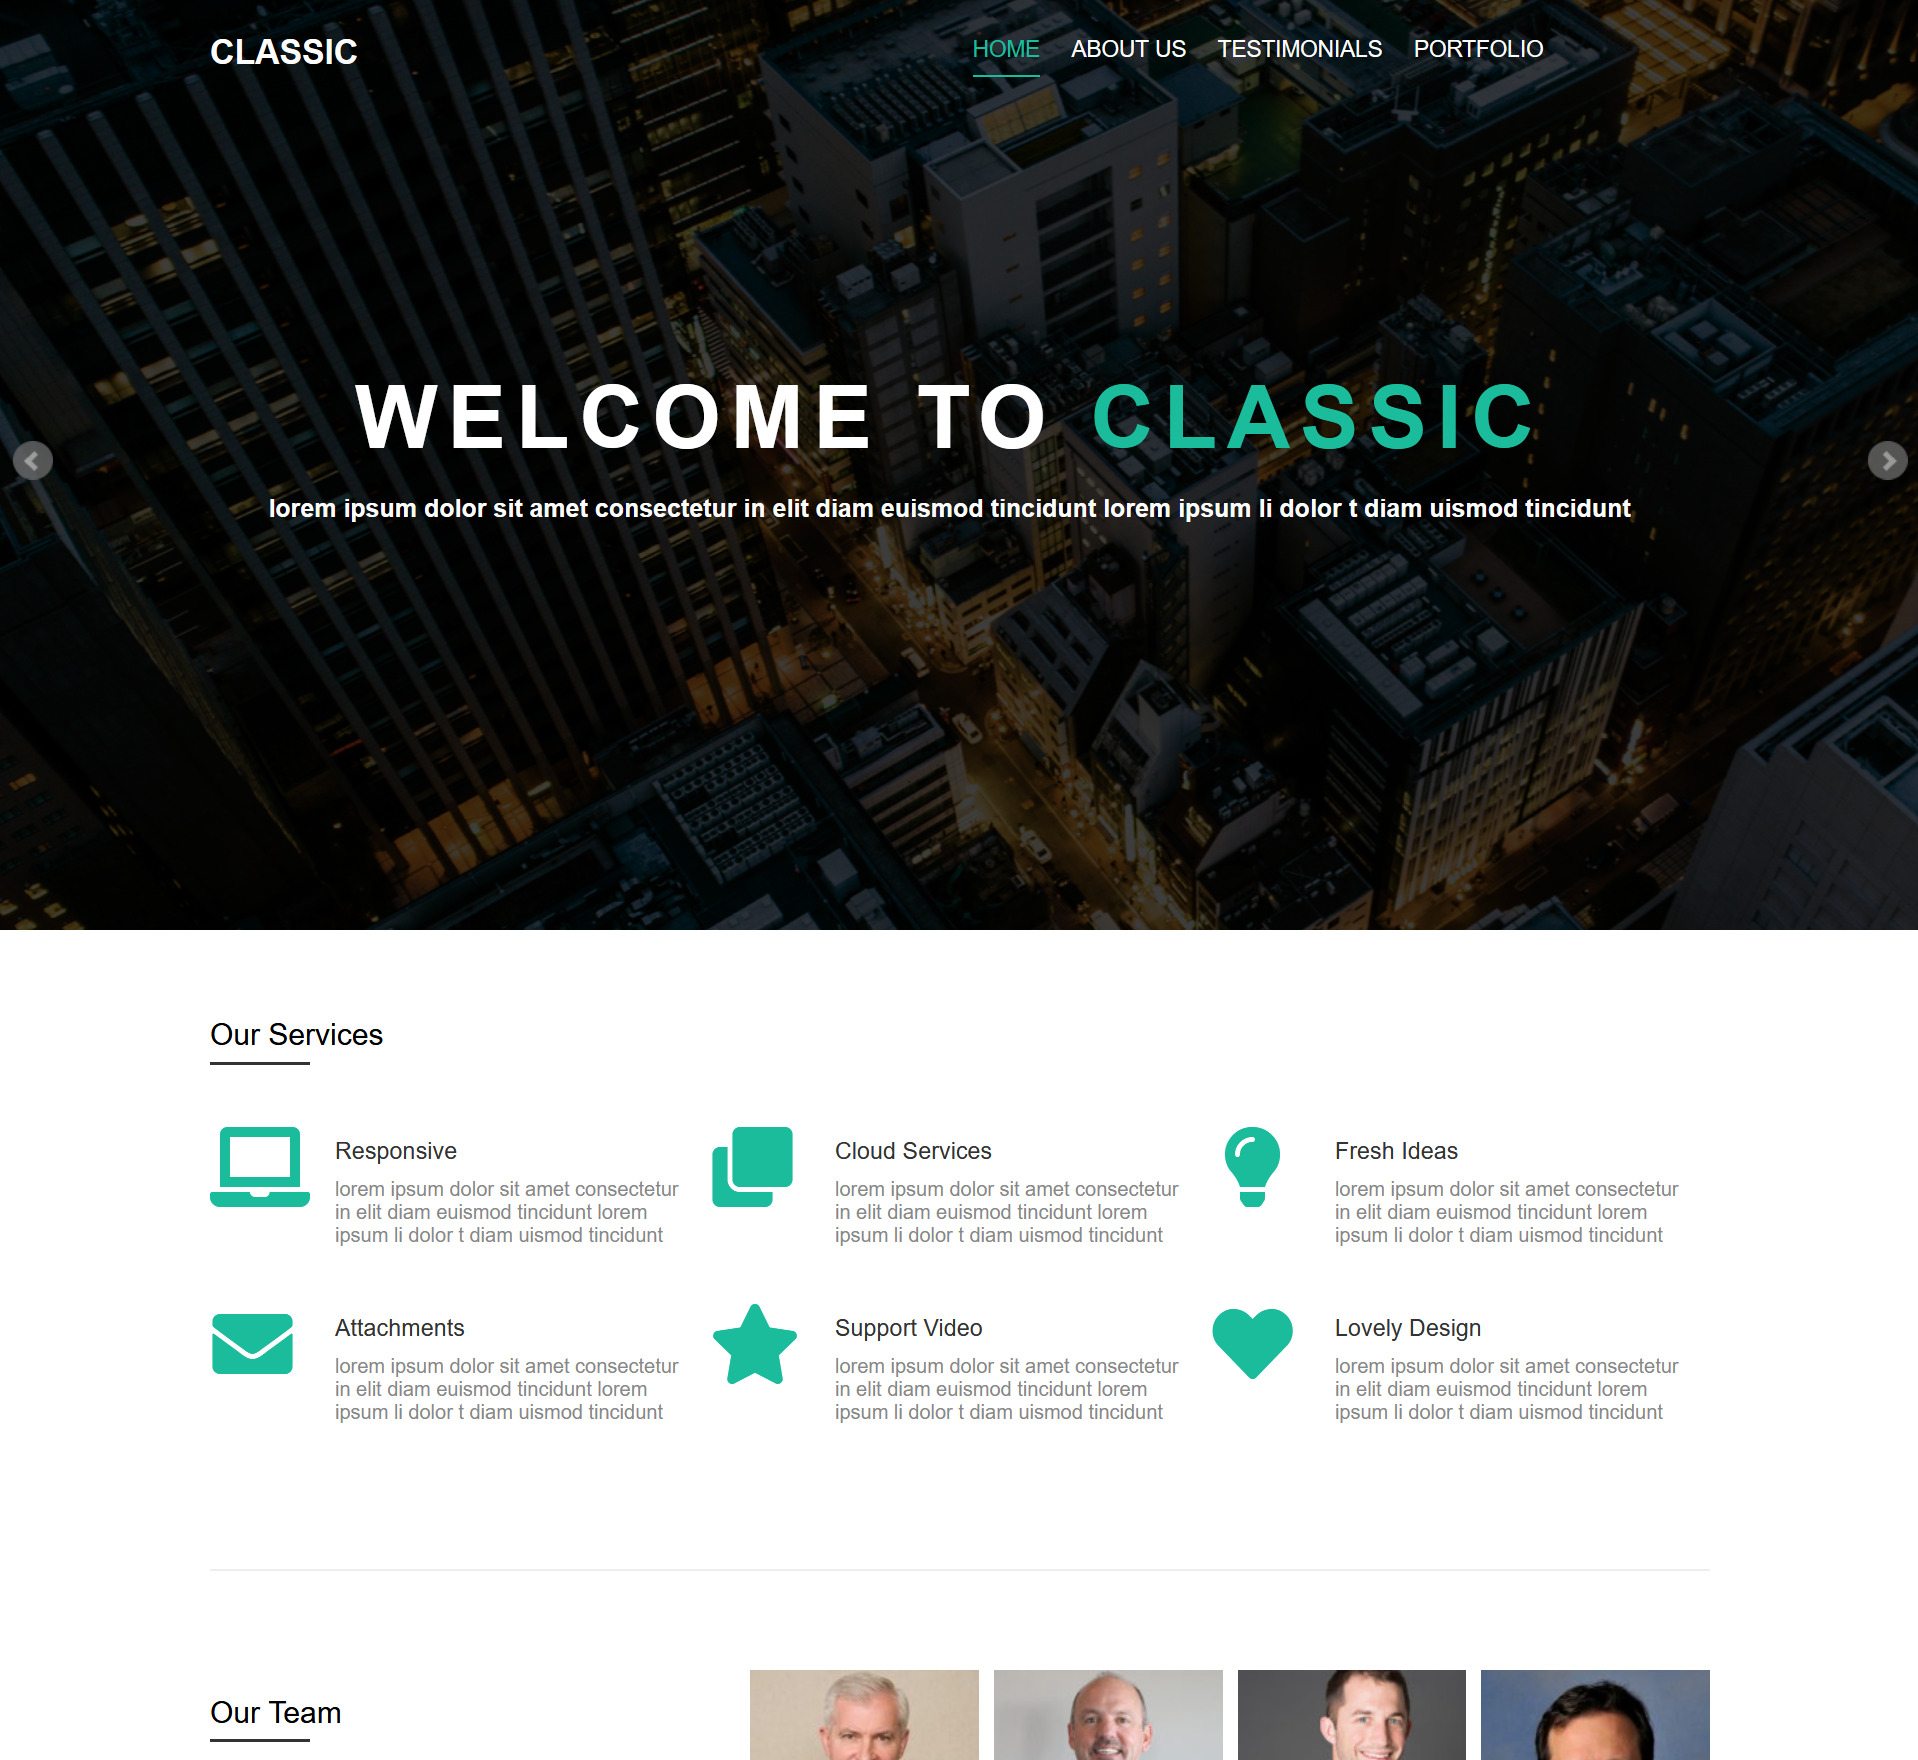 CLASSIC
HOME ABOUT US TESTIMONIALS PORTFOLIO
WELCOME TO CLASSIC
lorem ipsum dolor sit amet consectetur in elit diam euismod tincidunt lorem ipsum li dolor t diam uismod tincidunt
Our Services
Responsive
lorem ipsum dolor sit amet consectetur
in elit diam euismod tincidunt lorem
ipsum li dolor t diam uismod tincidunt
Cloud Services
lorem ipsum dolor sit amet consectetur
in elit diam euismod tincidunt lorem
ipsum li dolor t diam uismod tincidunt
Fresh Ideas
lorem ipsum dolor sit amet consectetur
in elit diam euismod tincidunt lorem
ipsum li dolor t diam uismod tincidunt
Attachments
lorem ipsum dolor sit amet consectetur
in elit diam euismod tincidunt lorem
ipsum li dolor t diam uismod tincidunt
Support Video
lorem ipsum dolor sit amet consectetur
in elit diam euismod tincidunt lorem
ipsum li dolor t diam uismod tincidunt
Lovely Design
lorem ipsum dolor sit amet consectetur
in elit diam euismod tincidunt lorem
ipsum li dolor t diam uismod tincidunt
Our Team